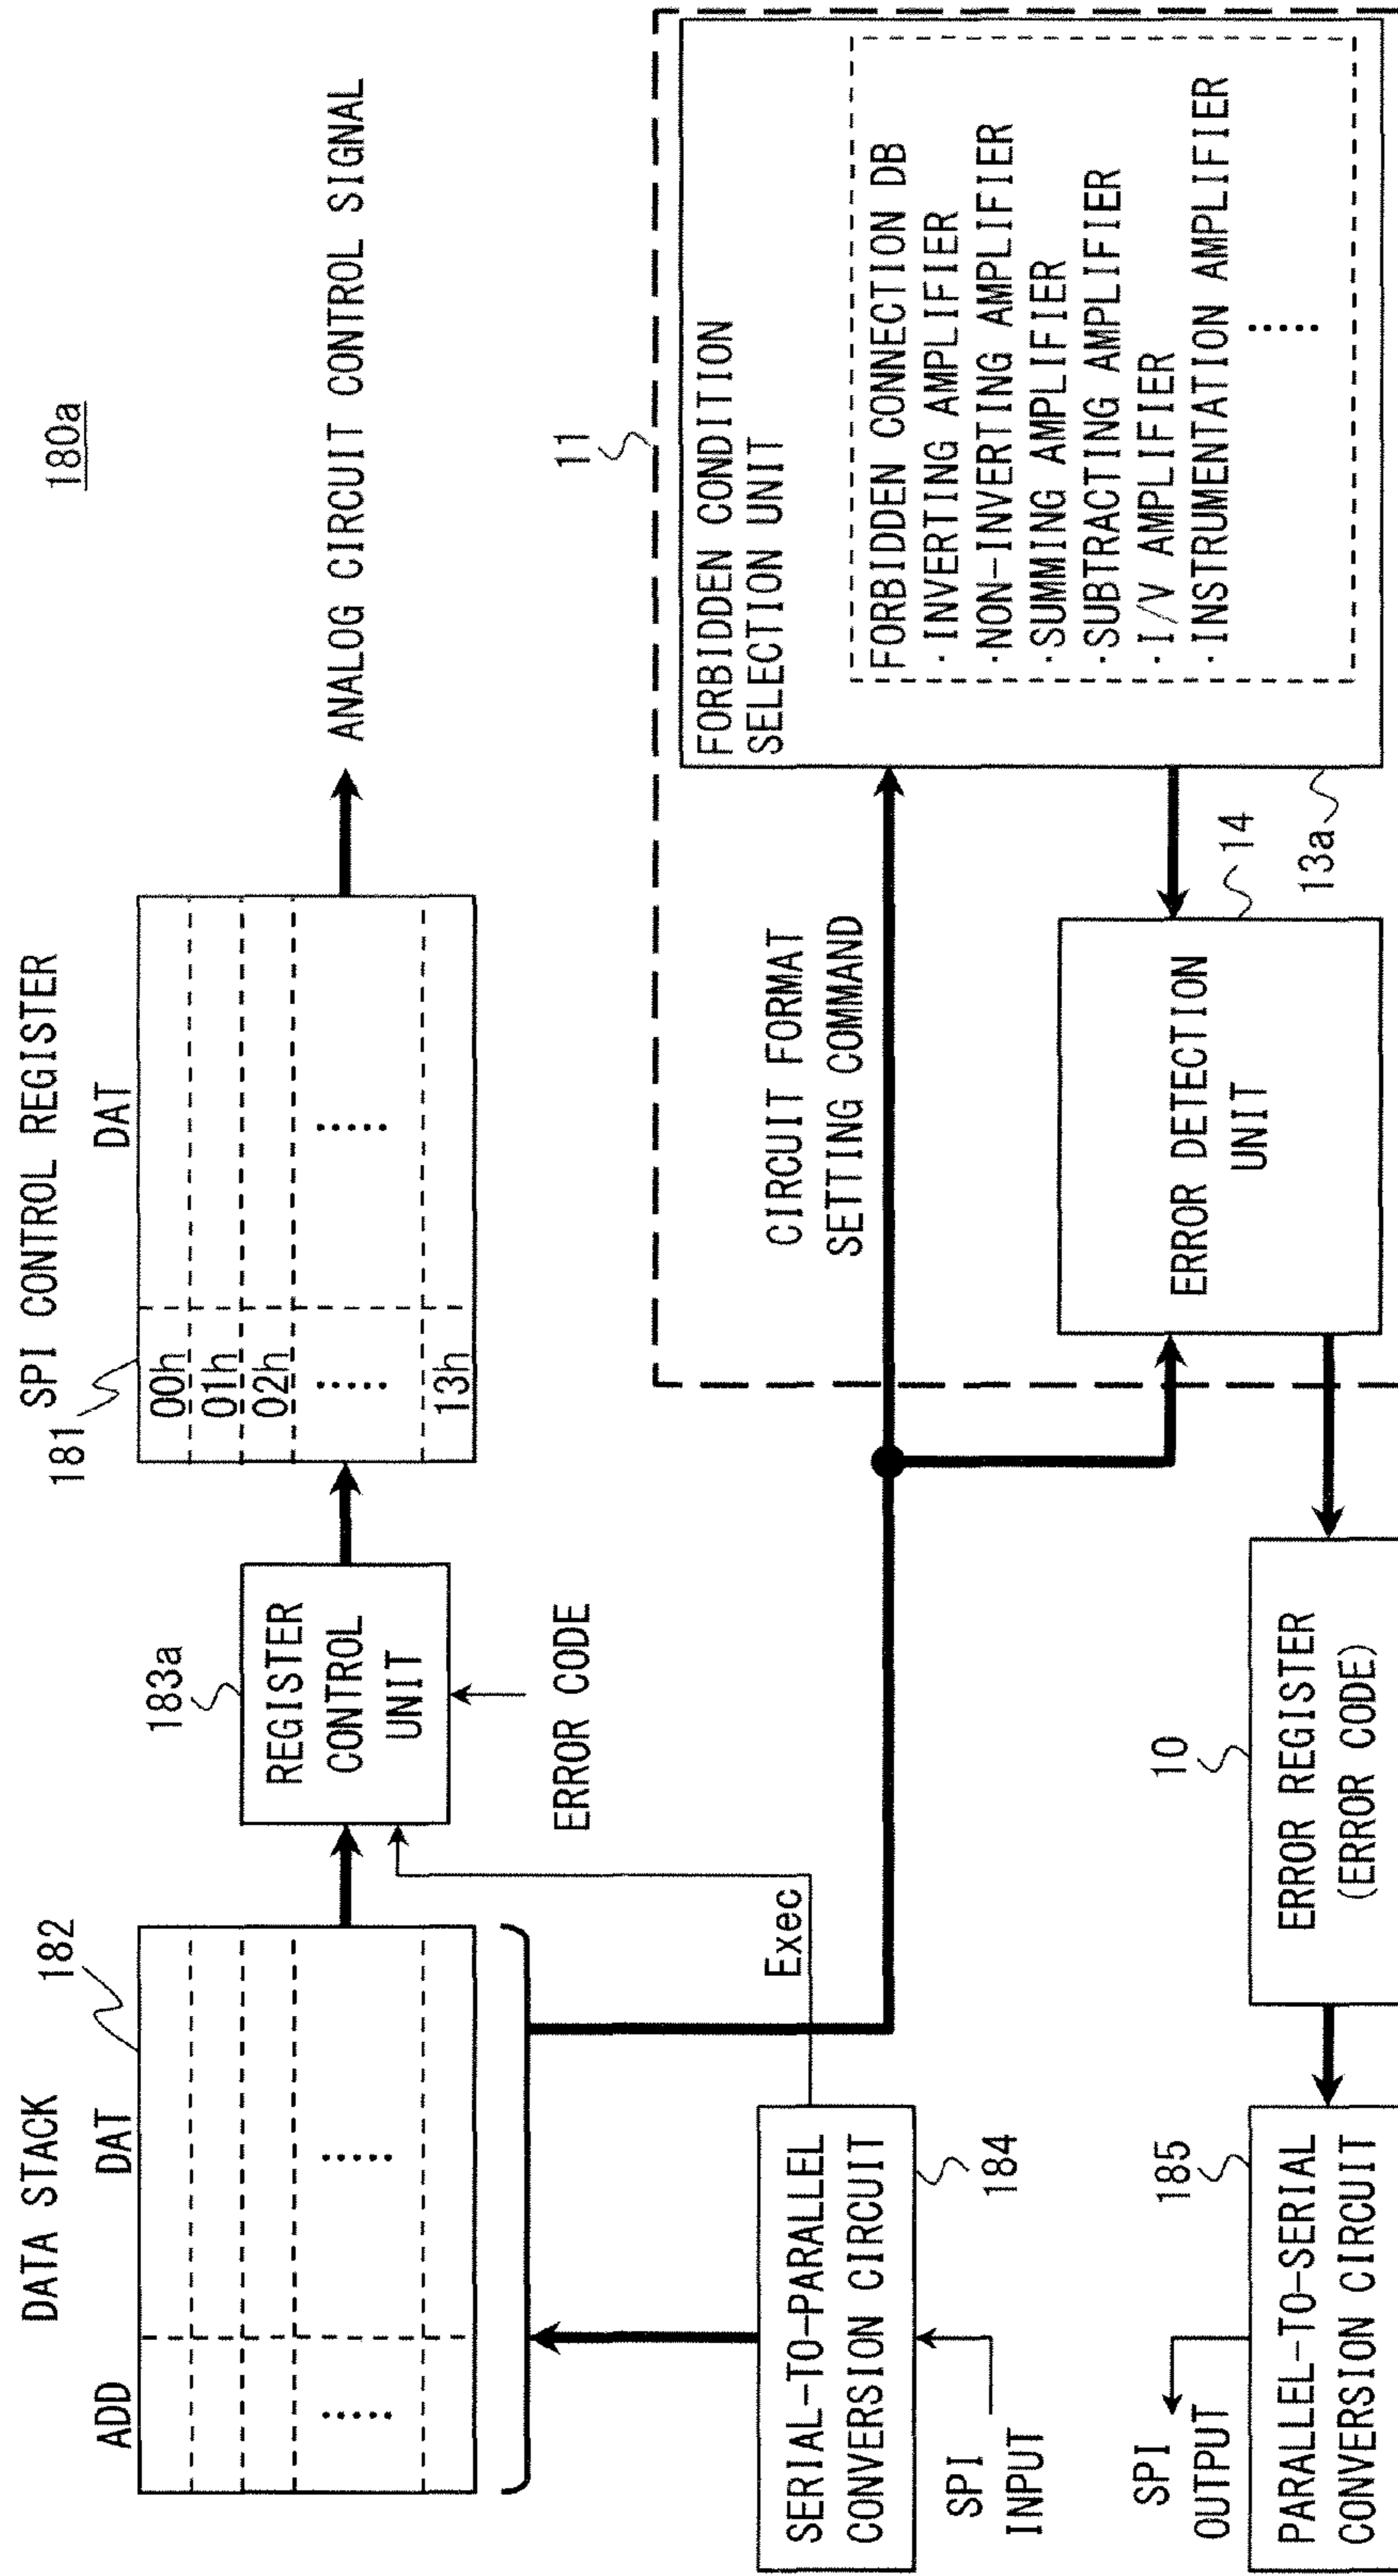 180a
DATA STACK
ADD
DAT
182
183a
REGISTER
CONTROL
UNIT
ERROR CODE
SPI CONTROL REGISTER
181
DAT
00h
01h
02h
.....
13h
.....
.....
.....
ANALOG CIRCUIT CONTROL SIGNAL
Exec
SERIAL-TO-PARALLEL
CONVERSION CIRCUIT
184
SPI
INPUT
CIRCUIT FORMAT
SETTING COMMAND
11
FORBIDDEN CONDITION
SELECTION UNIT
FORBIDDEN CONNECTION DB
·INVERTING AMPLIFIER
·NON-INVERTING AMPLIFIER
·SUMMING AMPLIFIER
·SUBTRACTING AMPLIFIER
·I/V AMPLIFIER
·INSTRUMENTATION AMPLIFIER
.....
13a
14
ERROR DETECTION
UNIT
10
ERROR REGISTER
(ERROR CODE)
SPI
OUTPUT
185
PARALLEL-TO-SERIAL
CONVERSION CIRCUIT